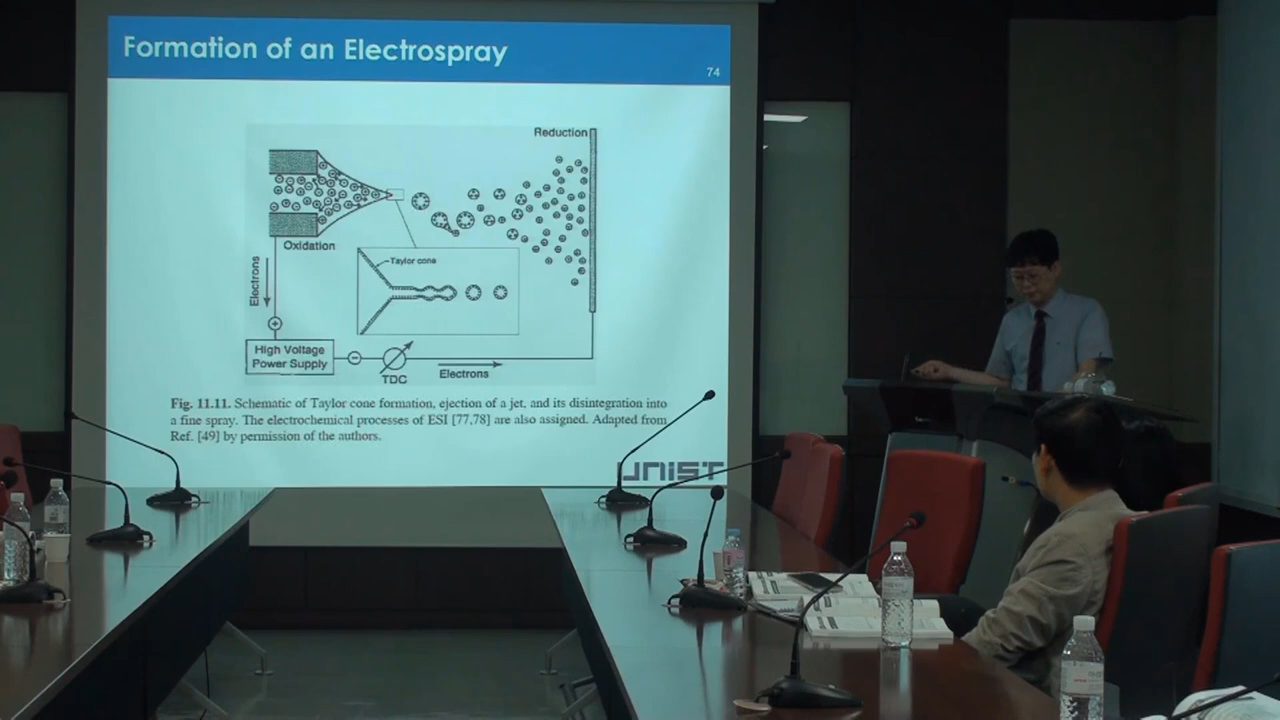 Formation of an Electrospray
74
Reduction
Oxidation
Taylor cone
Electrons
High Voltage
Power Supply
TDC
Electrons
Fig. 11.11. Schematic of Taylor cone formation, ejection of a jet, and its disintegration into
a fine spray. The electrochemical processes of ESI [77,78] are also assigned. Adapted from
Ref. [49] by permission of the authors.
UNIST